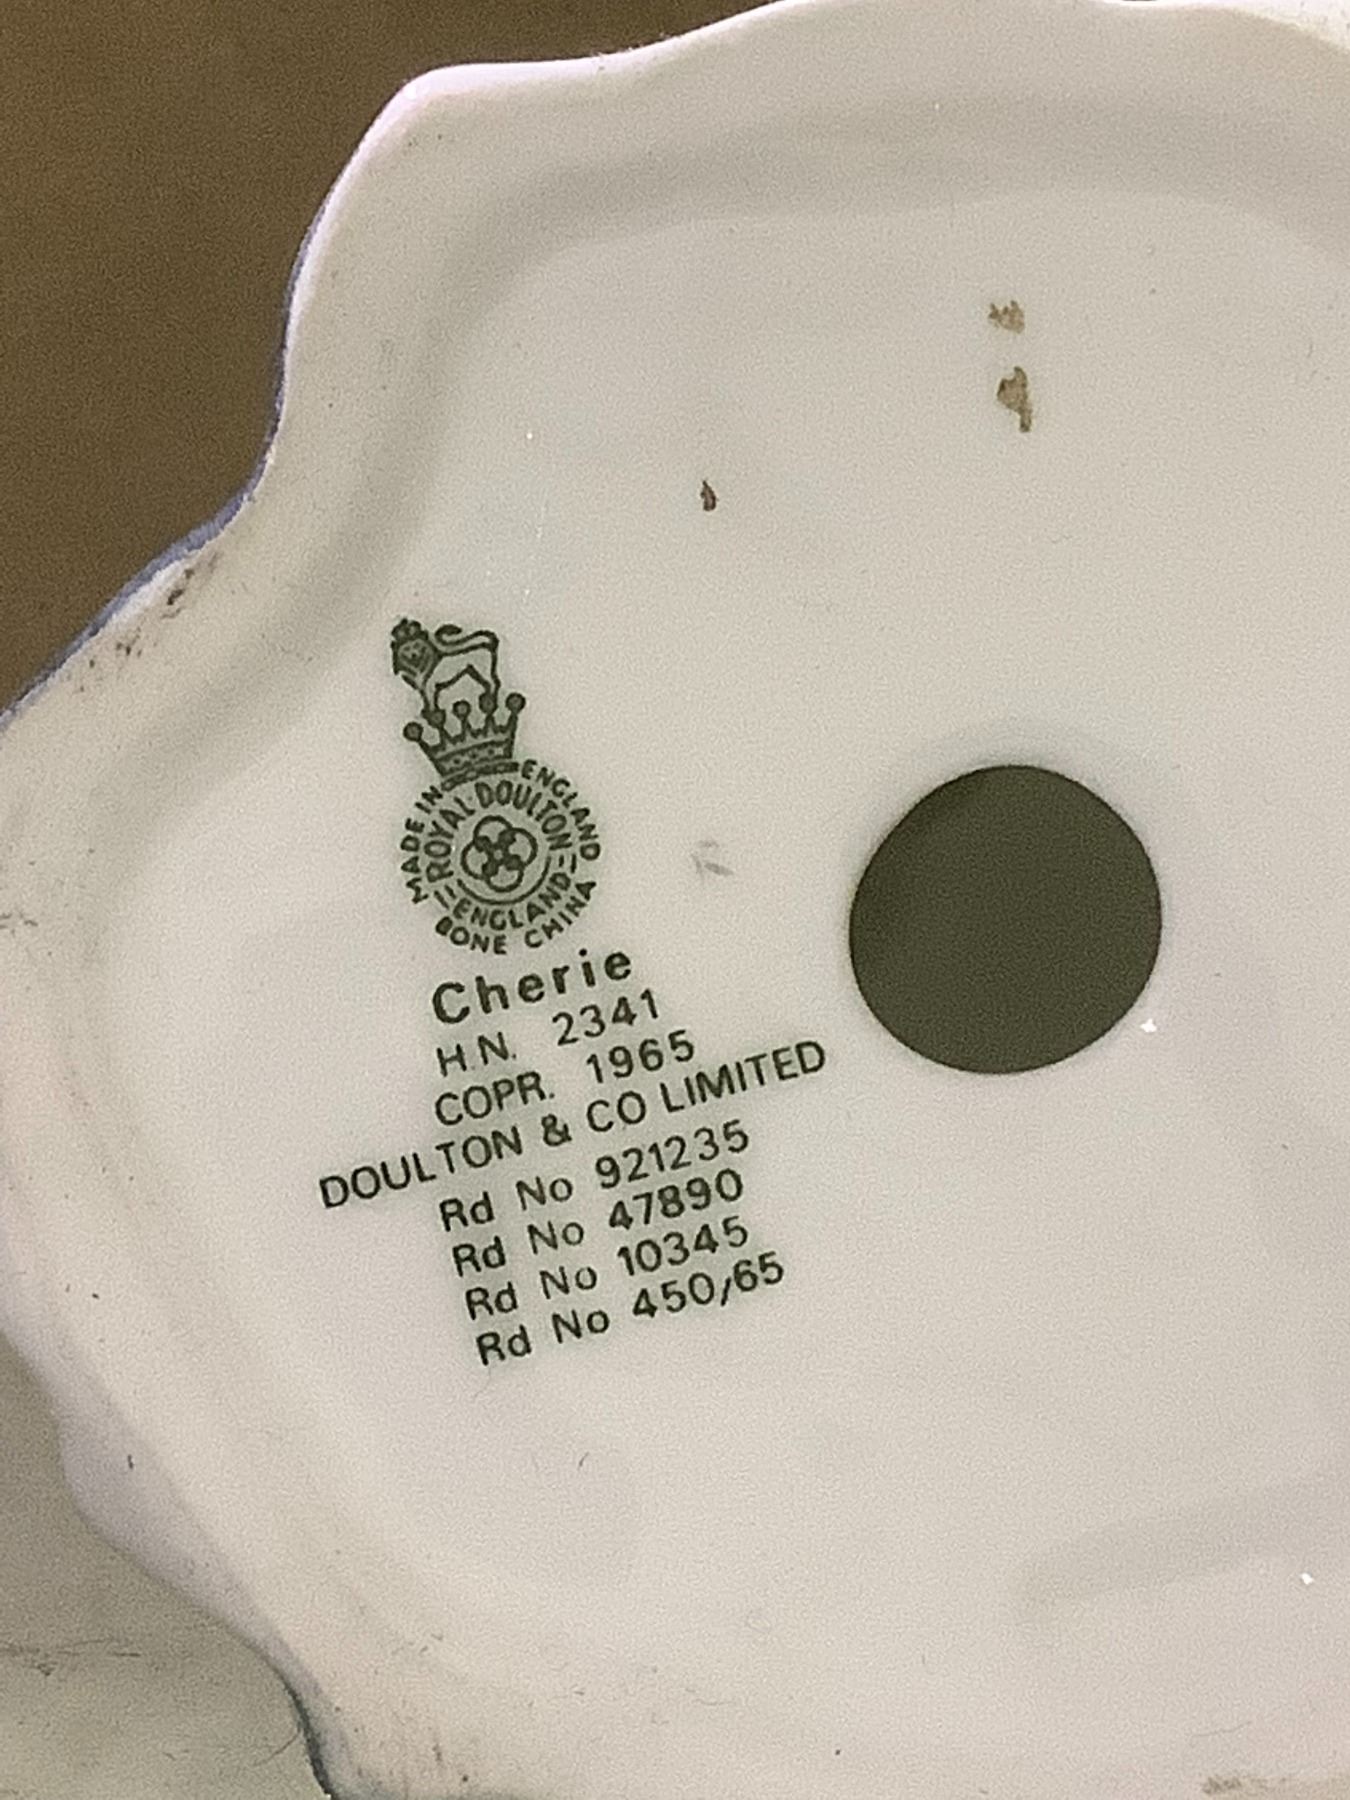 MADE IN ENGLAND
ROYAL DOULTON
ENGLAND
BONE CHINA
Cherie
H.N. 2341
COPR. 1965
DOULTON & CO LIMITED
Rd No 921235
Rd No 47890
Rd No 10345
Rd No 450/65